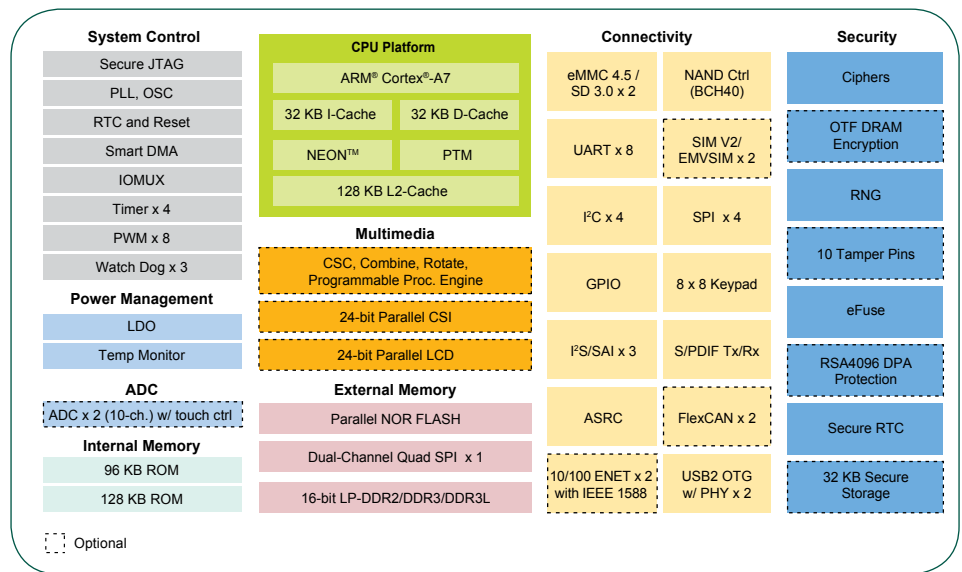 System Control
Secure JTAG
PLL, OSC
RTC and Reset
Smart DMA
IOMUX
Timer x 4
PWM x 8
Watch Dog x 3
Power Management
LDO
Temp Monitor
ADC
ADC x 2 (10-ch.) w/ touch ctrl
Internal Memory
96 KB ROM
128 KB ROM
Optional
CPU Platform
ARM® Cortex®-A7
32 KB I-Cache
32 KB D-Cache
NEON™
PTM
128 KB L2-Cache
Multimedia
CSC, Combine, Rotate,
Programmable Proc. Engine
24-bit Parallel CSI
24-bit Parallel LCD
External Memory
Parallel NOR FLASH
Dual-Channel Quad SPI x 1
16-bit LP-DDR2/DDR3/DDR3L
Connectivity
eMMC 4.5 /
SD 3.0 x 2
NAND Ctrl
(BCH40)
UART x 8
SIM V2/
EMVSIM x 2
I²C x 4
SPI x 4
GPIO
8 x 8 Keypad
I²S/SAI x 3
S/PDIF Tx/Rx
ASRC
FlexCAN x 2
10/100 ENET x 2
with IEEE 1588
USB2 OTG
w/ PHY x 2
Security
Ciphers
OTF DRAM
Encryption
RNG
10 Tamper Pins
eFuse
RSA4096 DPA
Protection
Secure RTC
32 KB Secure
Storage